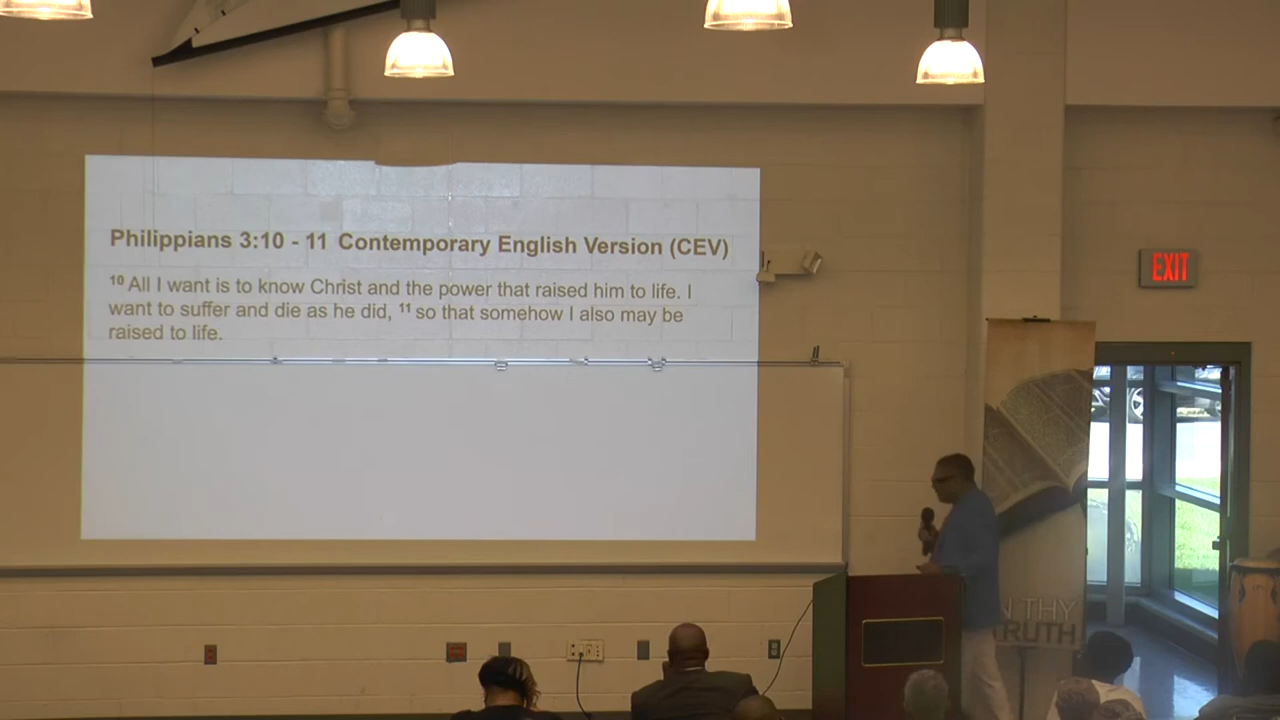 Philippians 3:10 - 11 Contemporary English Version (CEV)
10 All I want is to know Christ and the power that raised him to life. I
want to suffer and die as he did, 11 so that somehow I also may be
raised to life.
EXIT
N THY
TRUTH